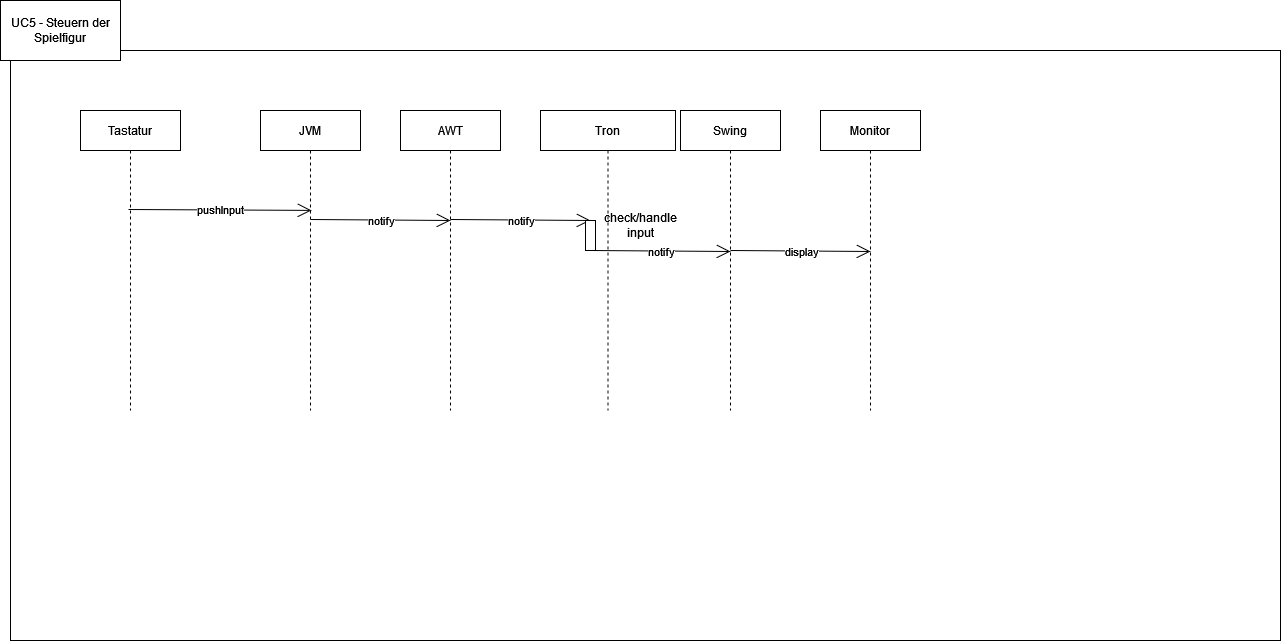 UC5 - Steuern der
Spielfigur
Tastatur
JVM
AWT
Tron
Swing
Monitor
pushInput
notify
notify
check/handle
input
notify
display